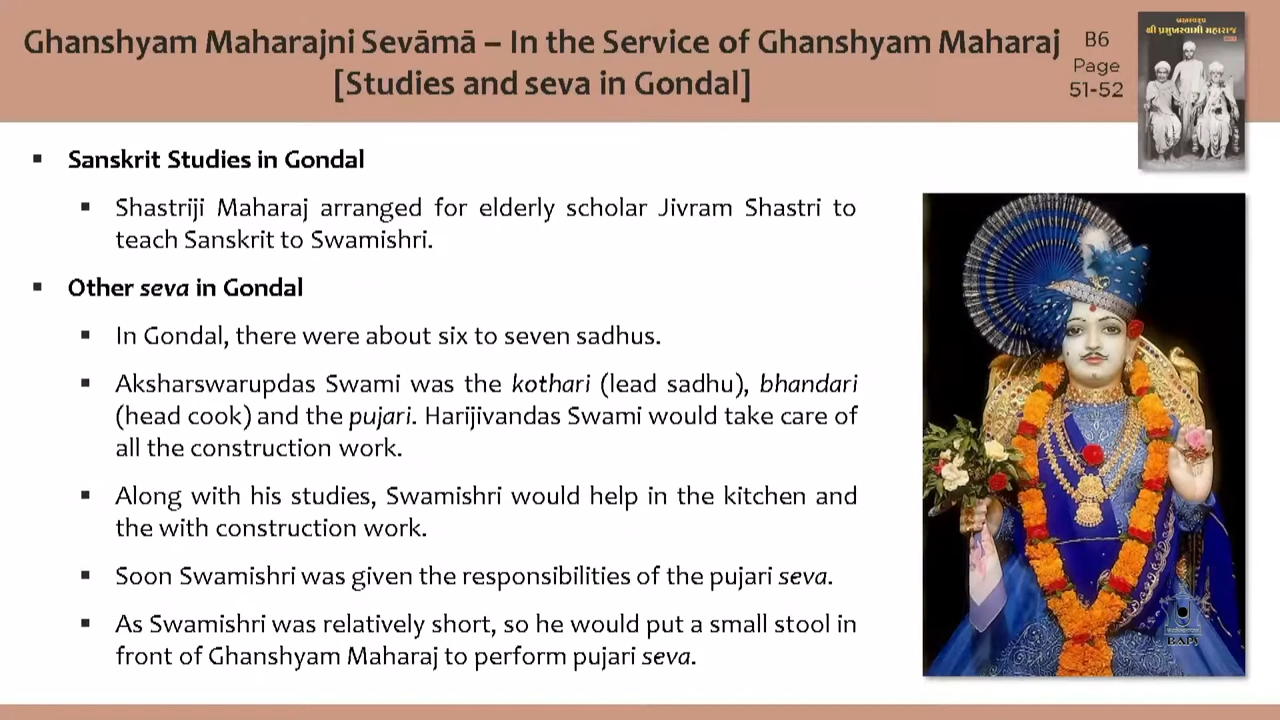 Ghanshyam Maharajni Sevāmā – In the Service of Ghanshyam Maharaj
[Studies and seva in Gondal]
B6
Page
51-52
બ્રહ્મસ્વરૂપ
શ્રી પ્રમુખસ્વામી મહારાજ
▪ Sanskrit Studies in Gondal
▪ Shastriji Maharaj arranged for elderly scholar Jivram Shastri to
teach Sanskrit to Swamishri.
▪ Other seva in Gondal
▪ In Gondal, there were about six to seven sadhus.
▪ Aksharswarupdas Swami was the kothari (lead sadhu), bhandari
(head cook) and the pujari. Harijivandas Swami would take care of
all the construction work.
▪ Along with his studies, Swamishri would help in the kitchen and
the with construction work.
▪ Soon Swamishri was given the responsibilities of the pujari seva.
▪ As Swamishri was relatively short, so he would put a small stool in
front of Ghanshyam Maharaj to perform pujari seva.
BAPS